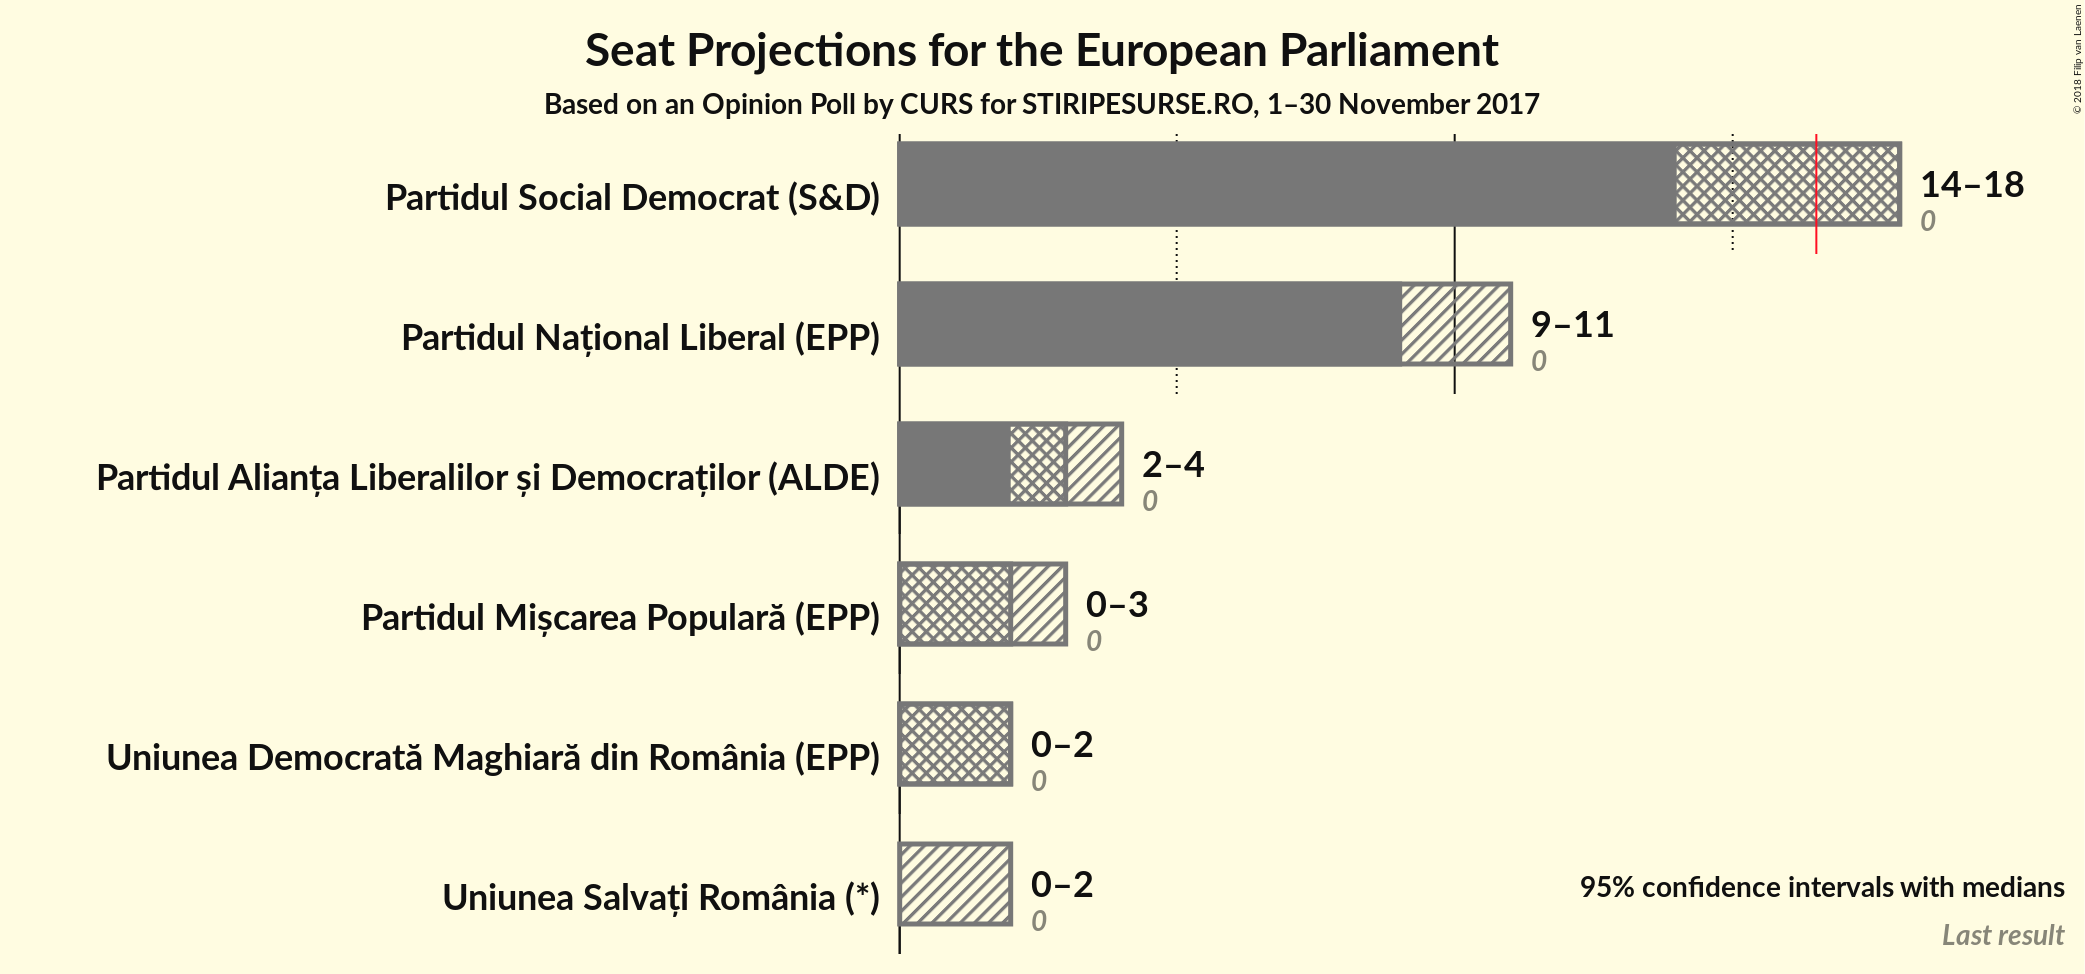 Seat Projections for the European Parliament
Based on an Opinion Poll by CURS for STIRIPESURSE.RO, 1–30 November 2017
© 2018 Filip van Laenen
Partidul Social Democrat (S&D)
14–18
0
Partidul Național Liberal (EPP)
9–11
0
Partidul Alianța Liberalilor și Democraților (ALDE)
2–4
0
Partidul Mișcarea Populară (EPP)
0–3
0
Uniunea Democrată Maghiară din România (EPP)
0–2
0
Uniunea Salvați România (*)
0–2
0
95% confidence intervals with medians
Last result